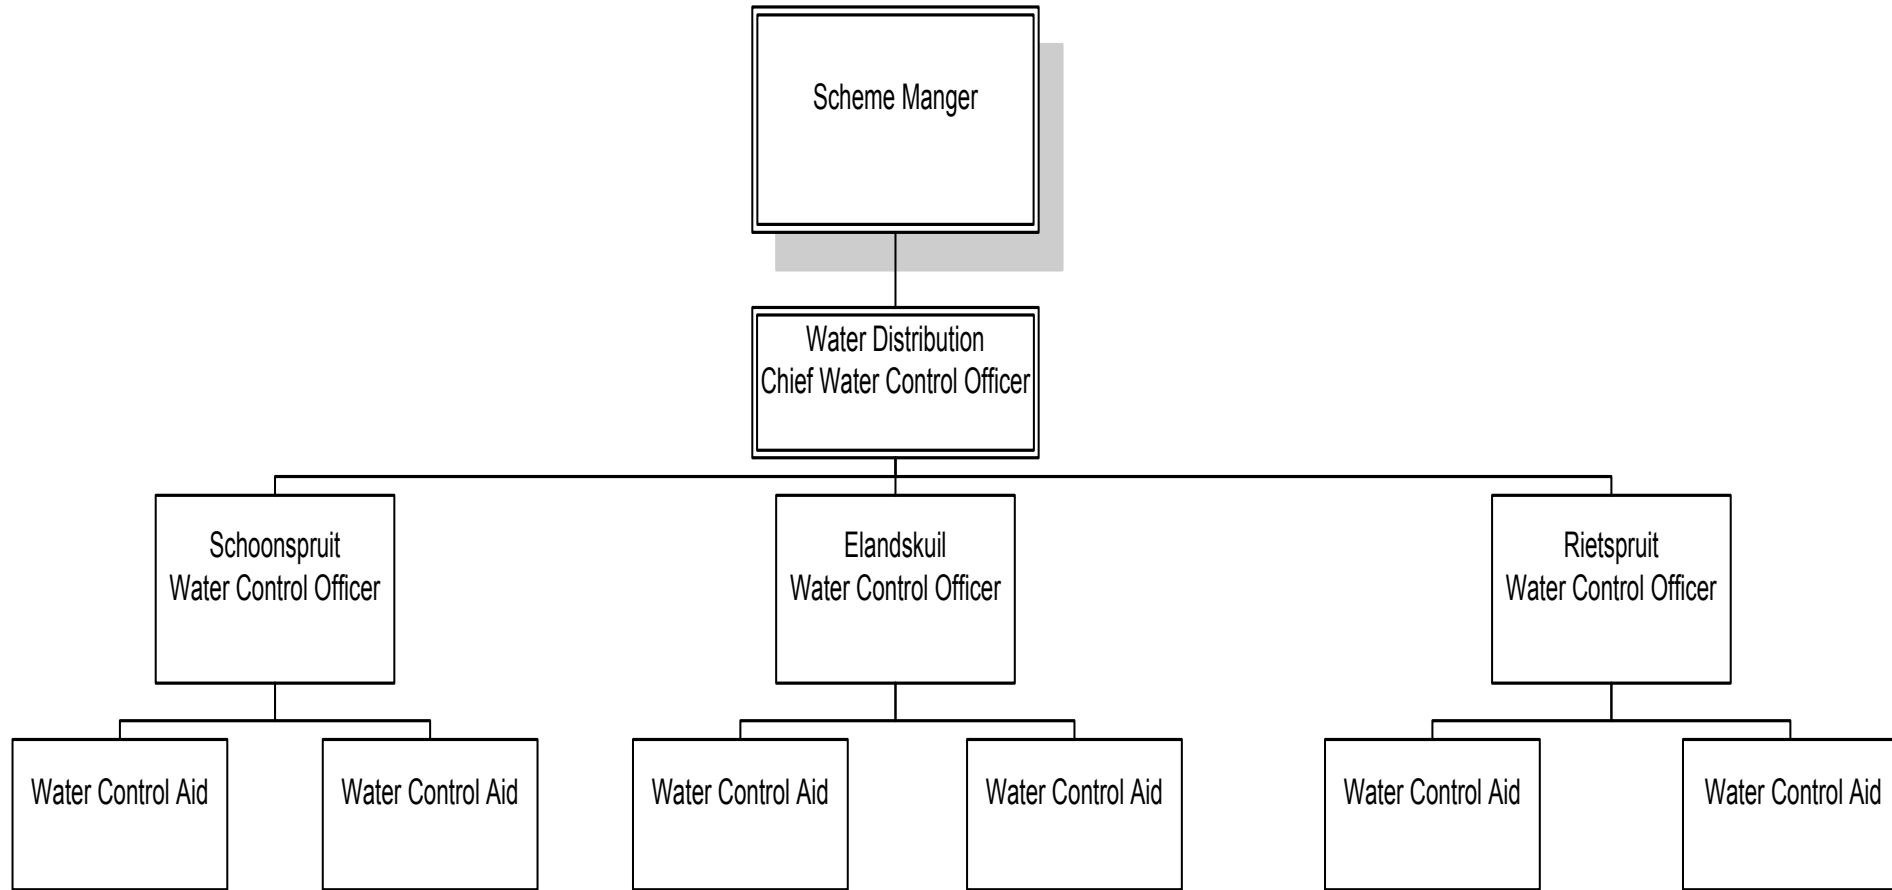 Scheme Manger
Water Distribution
Chief Water Control Officer
Schoonspruit
Water Control Officer
Elandskuil
Water Control Officer
Rietspruit
Water Control Officer
Water Control Aid
Water Control Aid
Water Control Aid
Water Control Aid
Water Control Aid
Water Control Aid